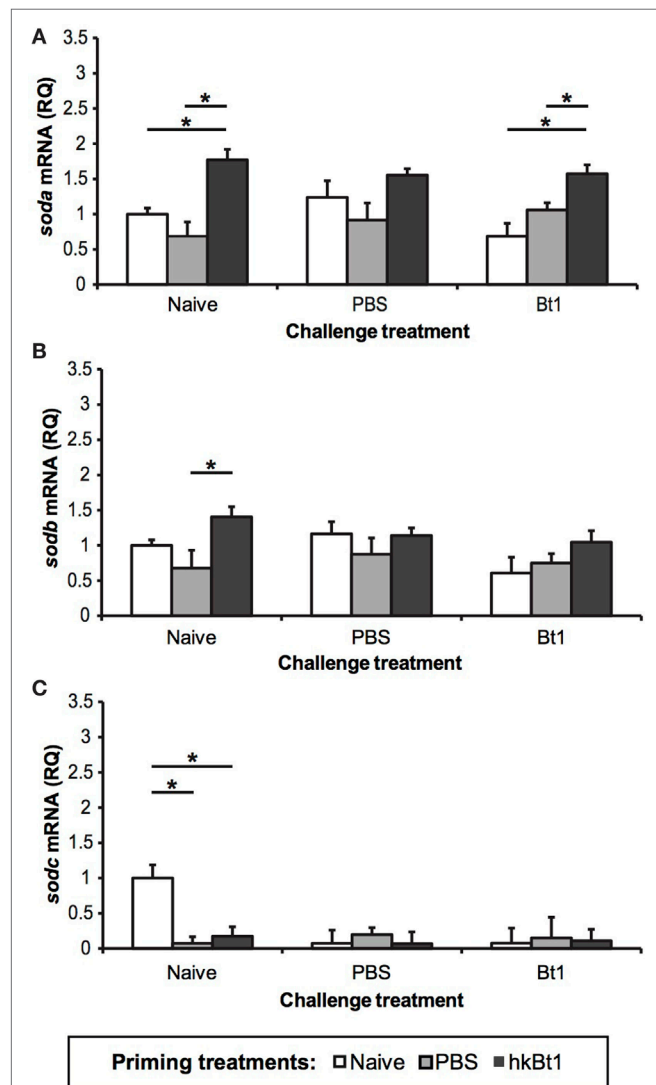 A
soda mRNA (RQ)
3.5
3
2.5
2
1.5
1
0.5
0
* *
* *
Naive PBS Bt1
Challenge treatment
B
sodb mRNA (RQ)
3.5
3
2.5
2
1.5
1
0.5
0
*
Naive PBS Bt1
Challenge treatment
C
sodc mRNA (RQ)
3.5
3
2.5
2
1.5
1
0.5
0
*
*
Naive PBS Bt1
Challenge treatment
Priming treatments: Naive PBS hkBt1